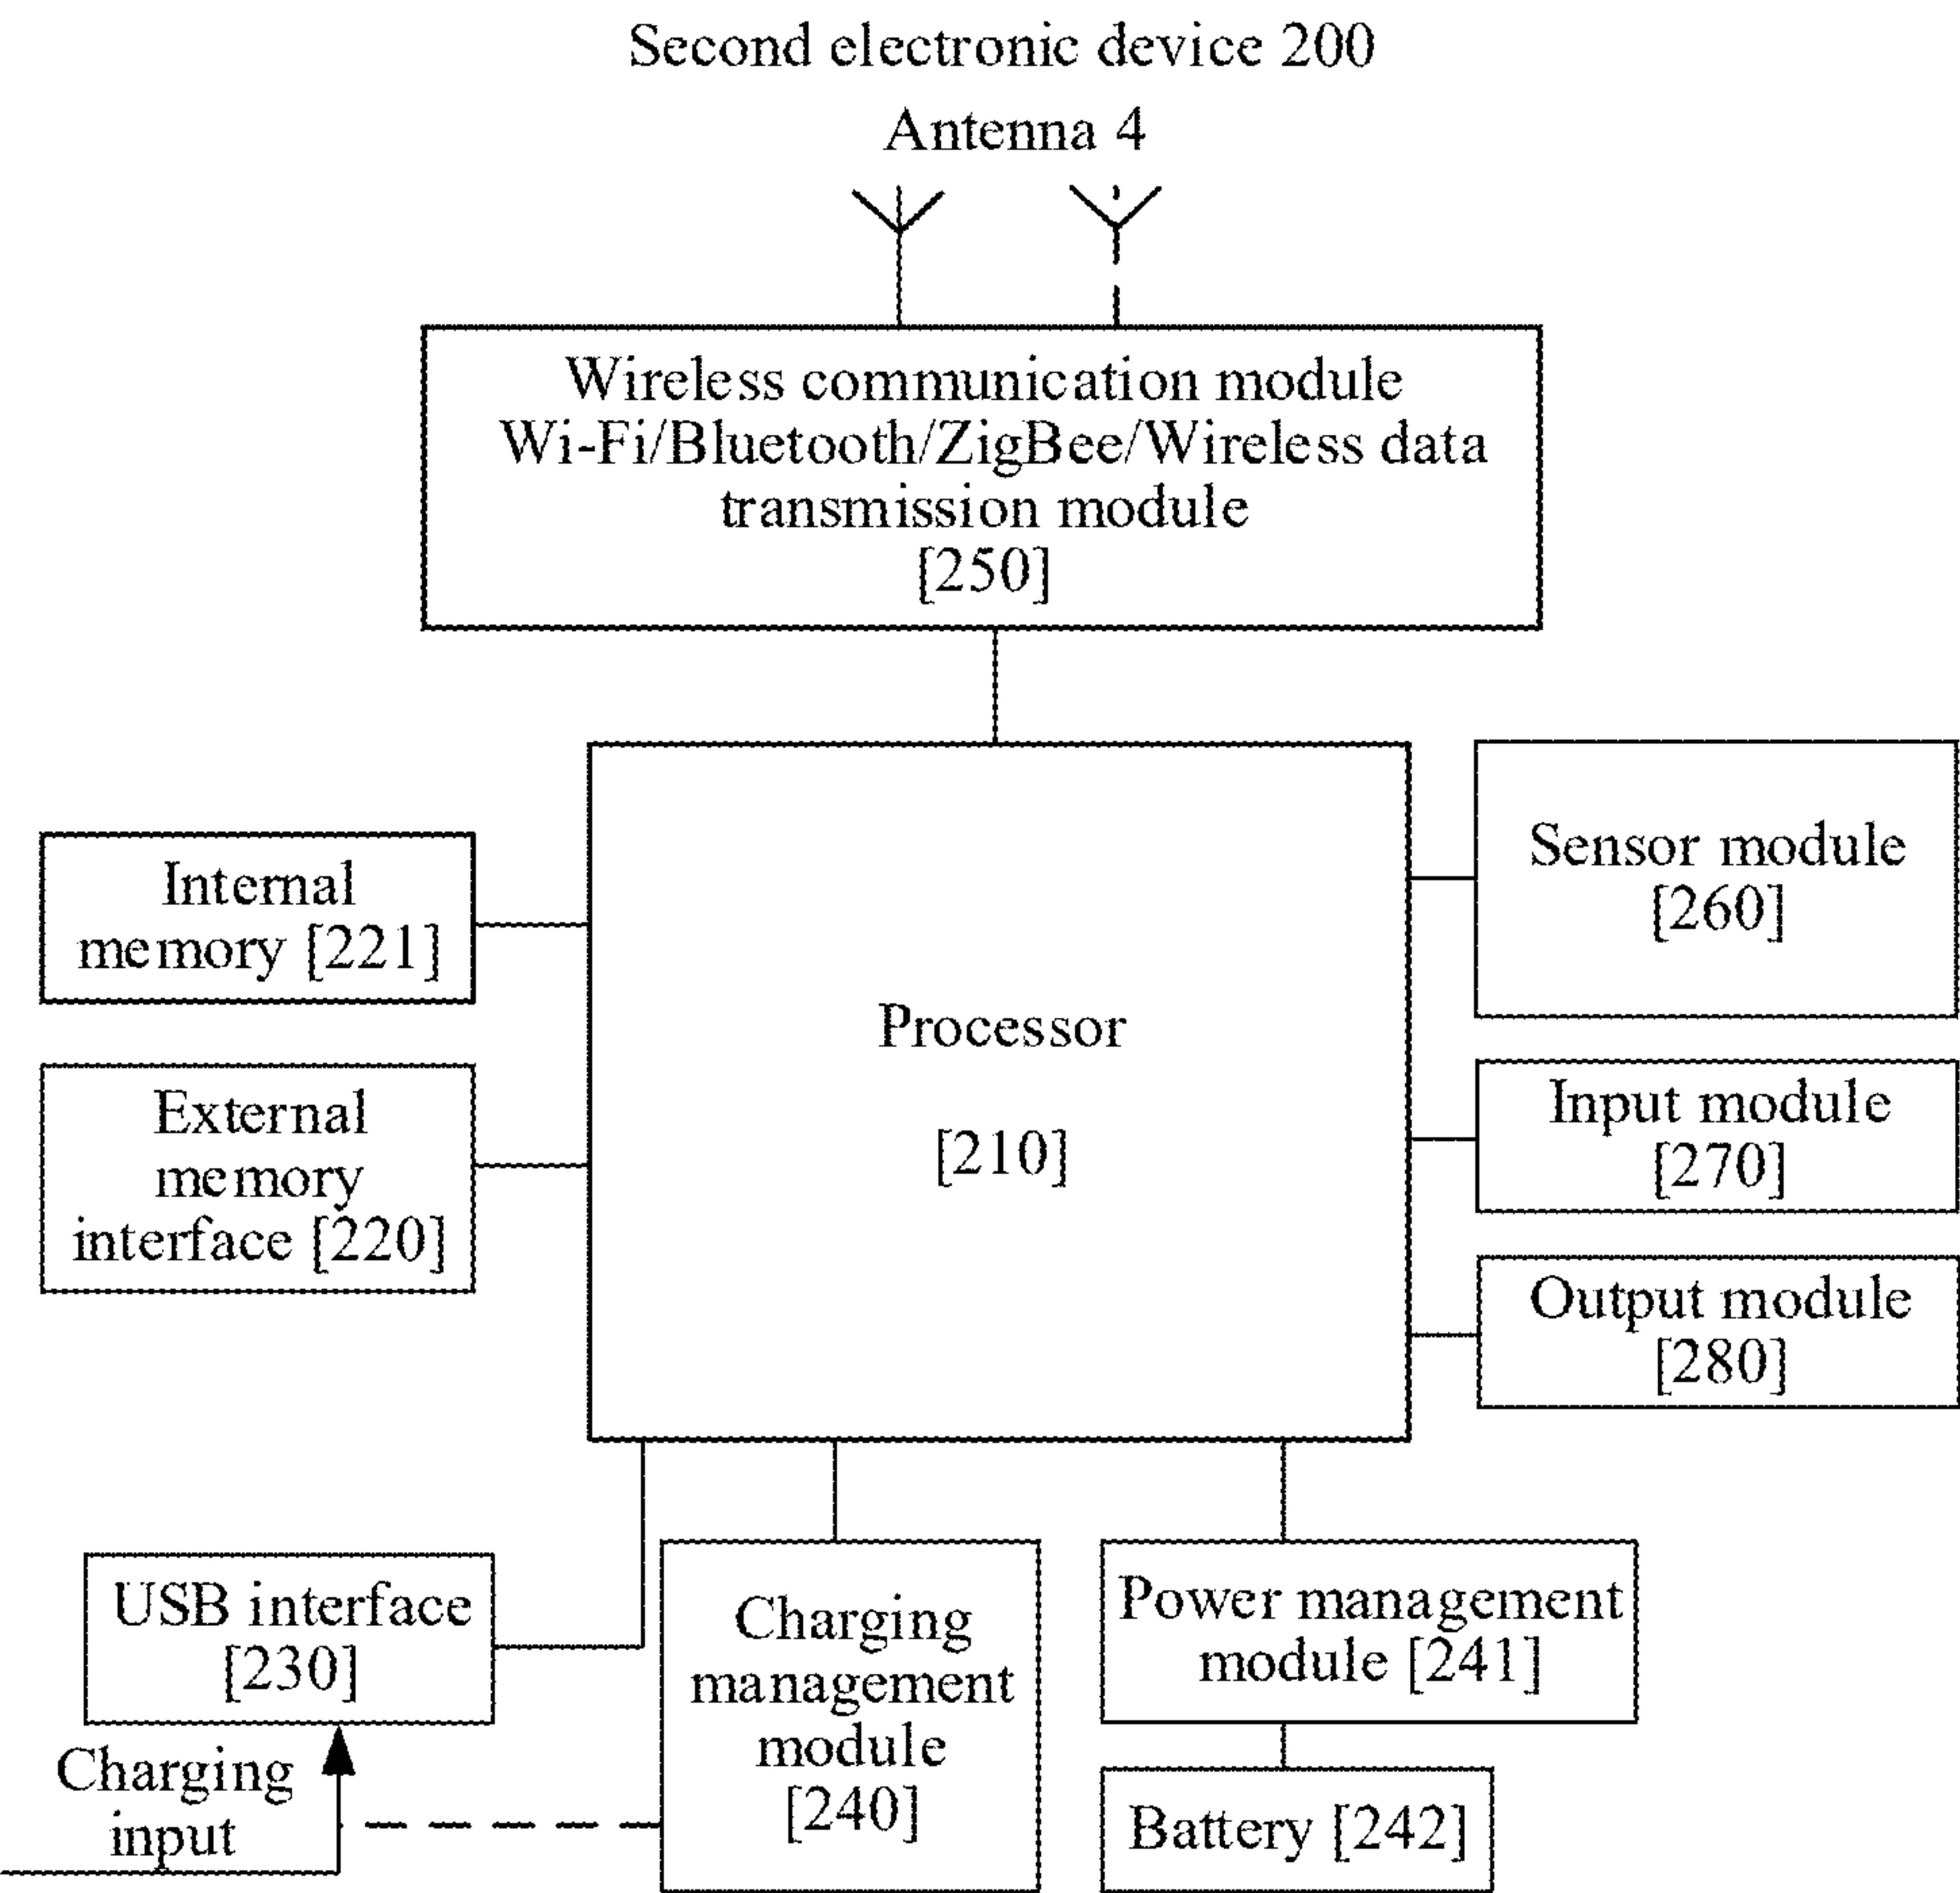 Second electronic device 200
Antenna 4
Wireless communication module
Wi-Fi/Bluetooth/ZigBee/Wireless data
transmission module
[250]
Internal
memory [221]
External
memory
interface [220]
Processor
[210]
Sensor module
[260]
Input module
[270]
Output module
[280]
USB interface
[230]
Charging
input
Charging
management
module
[240]
Power management
module [241]
Battery [242]